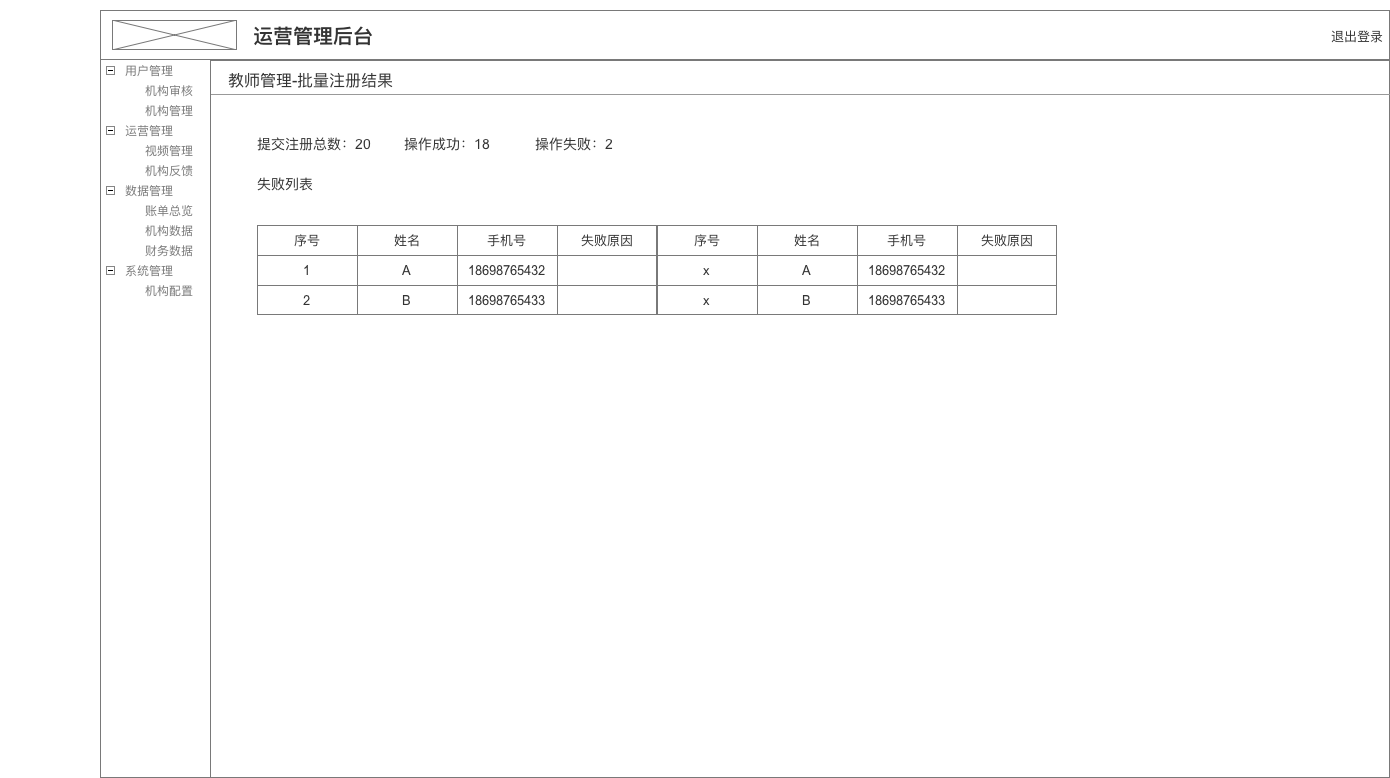 运营管理后台
退出登录
用户管理
机构审核
机构管理
运营管理
视频管理
机构反馈
数据管理
账单总览
机构数据
财务数据
系统管理
机构配置
教师管理-批量注册结果
提交注册总数：20 操作成功：18 操作失败：2
失败列表
序号 姓名 手机号 失败原因 序号 姓名 手机号 失败原因
1 A 18698765432 x A 18698765432
2 B 18698765433 x B 18698765433